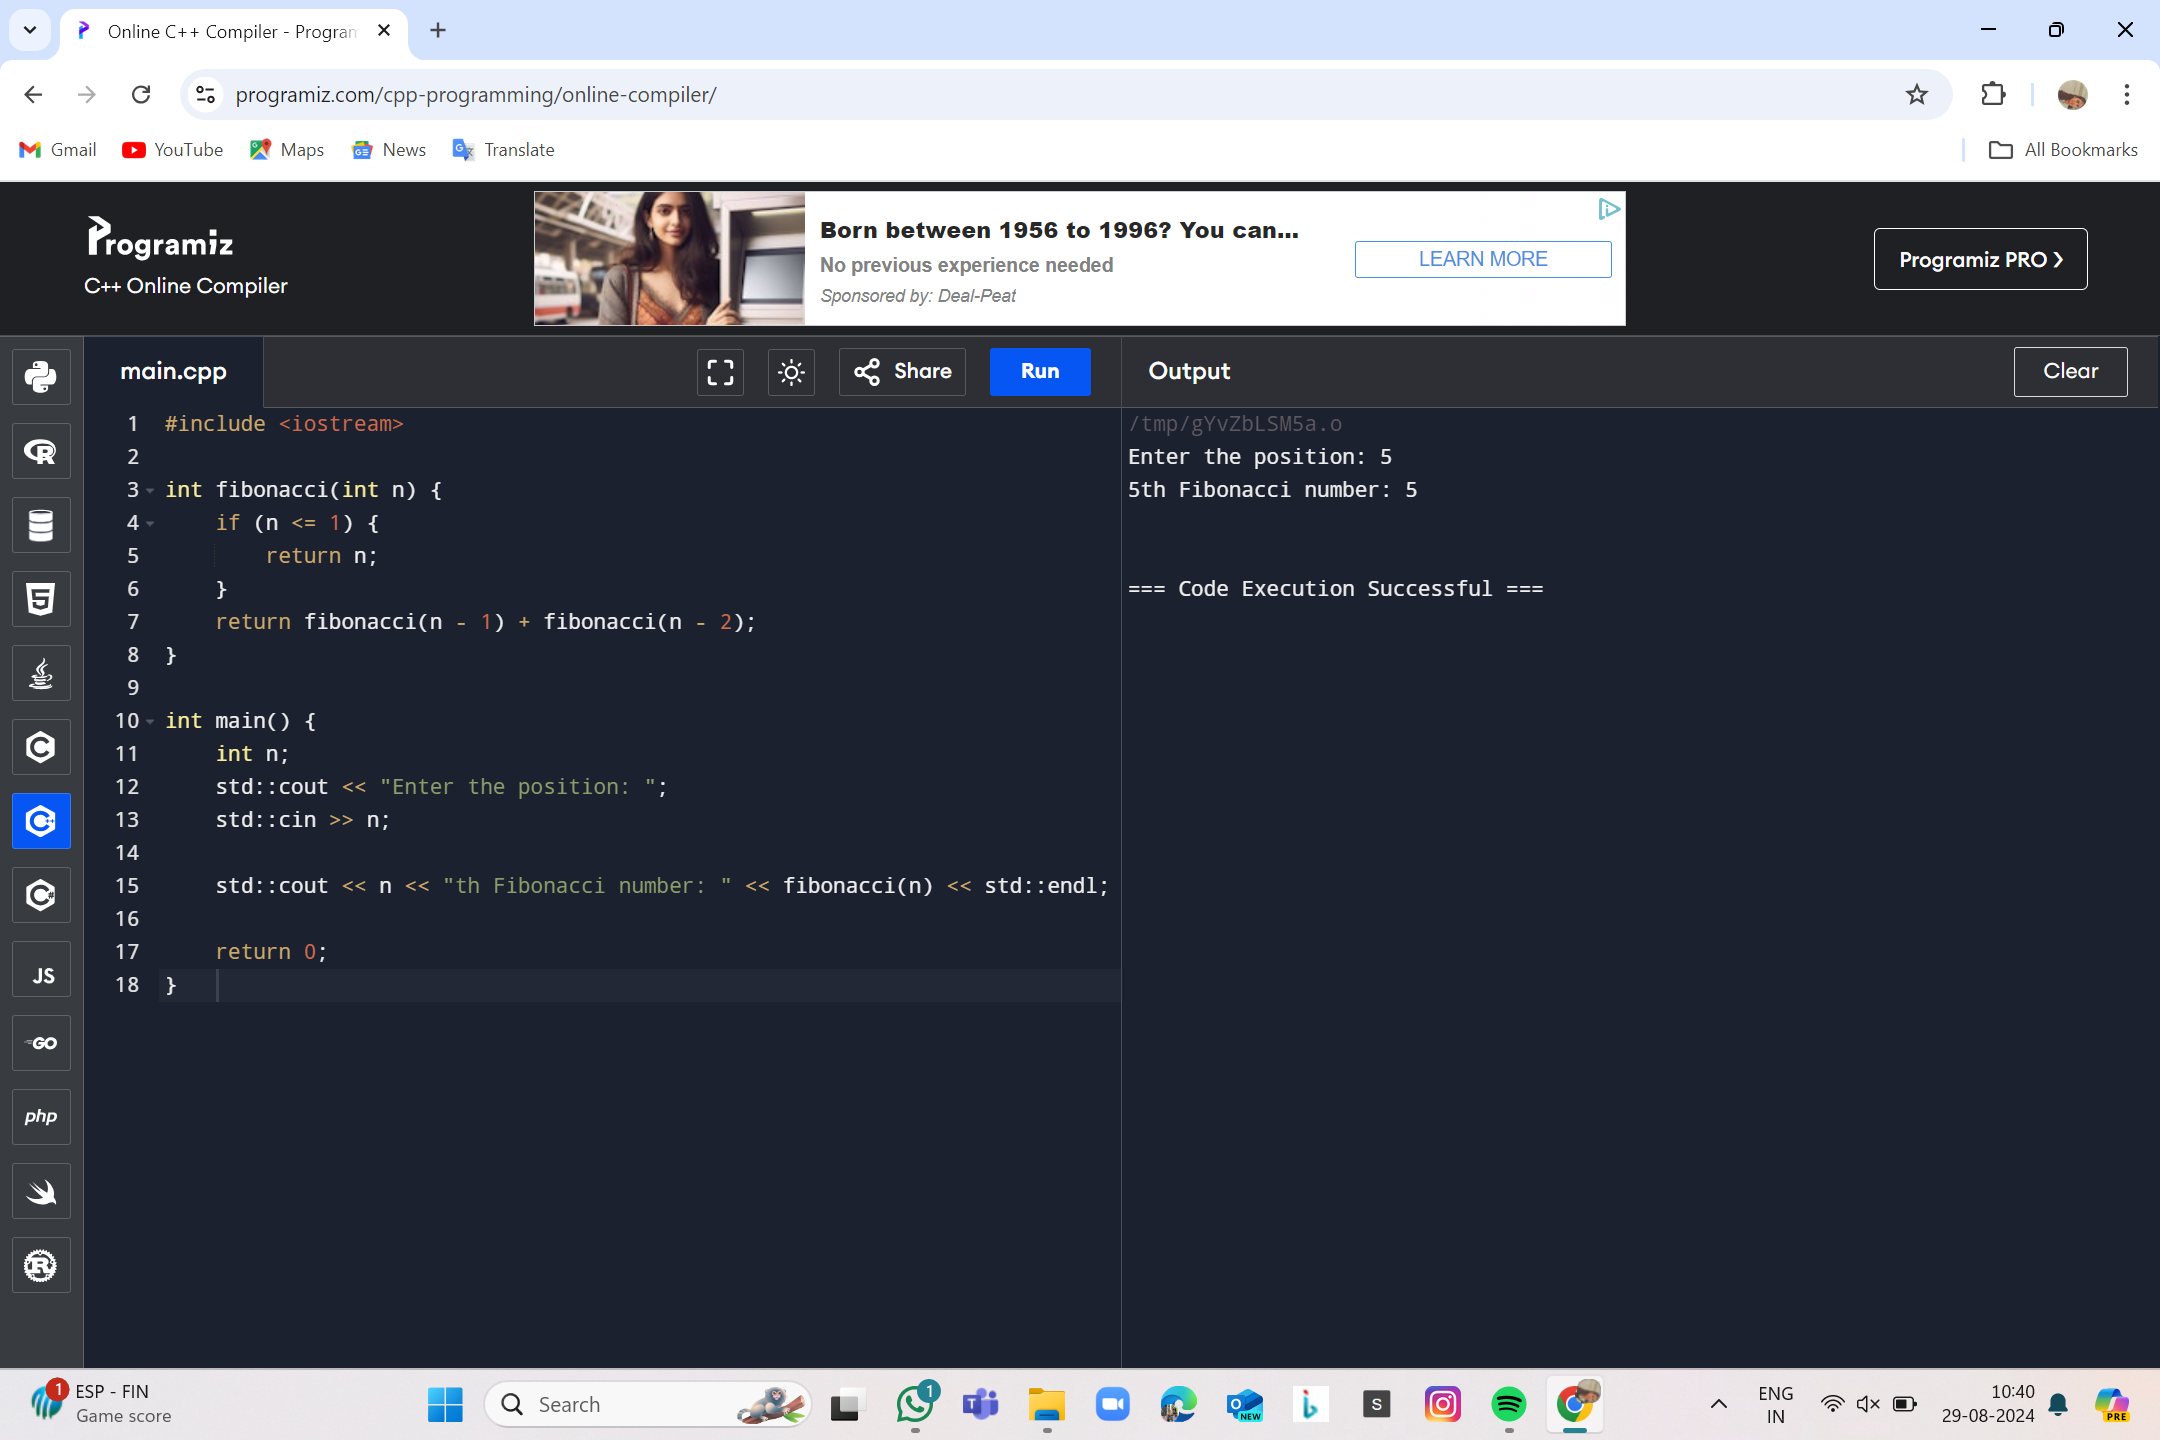 Online C++ Compiler - Program
programiz.com/cpp-programming/online-compiler/
Gmail YouTube Maps News Translate All Bookmarks
Programiz
C++ Online Compiler
Born between 1956 to 1996? You can...
No previous experience needed
Sponsored by: Deal-Peat
LEARN MORE
Programiz PRO ❯
main.cpp Share Run
1 #include <iostream>
2
3 int fibonacci(int n) {
4     if (n <= 1) {
5         return n;
6     }
7     return fibonacci(n - 1) + fibonacci(n - 2);
8 }
9
10 int main() {
11     int n;
12     std::cout << "Enter the position: ";
13     std::cin >> n;
14
15     std::cout << n << "th Fibonacci number: " << fibonacci(n) << std::endl;
16
17     return 0;
18 }
Output Clear
/tmp/gYvZbLSM5a.o
Enter the position: 5
5th Fibonacci number: 5
=== Code Execution Successful ===
R
5
C
C++
C#
JS
GO
php
R
1
ESP - FIN
Game score
Search
1
NEW
S
ENG
IN
10:40
29-08-2024
PRE